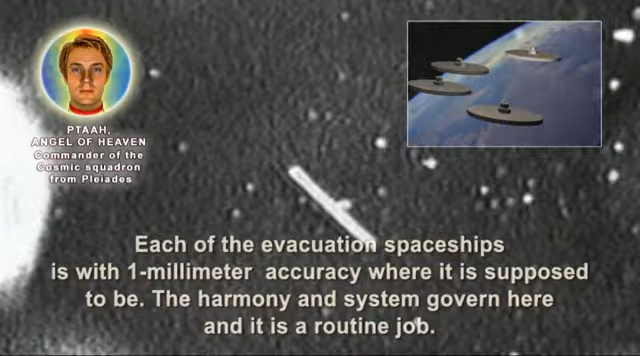 PTAAH,
ANGEL OF HEAVEN
Commander of the
Cosmic squadron
from Pleiades
Each of the evacuation spaceships
is with 1-millimeter accuracy where it is supposed
to be. The harmony and system govern here
and it is a routine job.